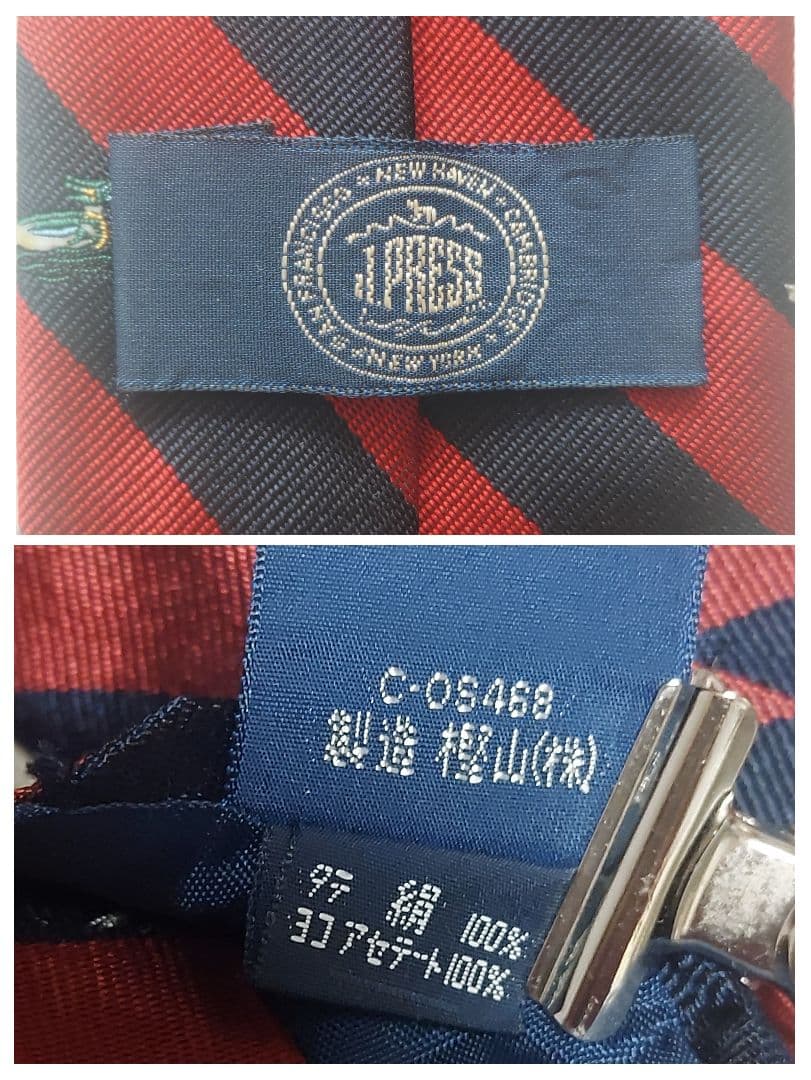 NEW HAVEN • CAMBRIDGE • NEW YORK • SAN FRANCISCO
J. PRESS
C-05468
製造 樫山(株)
タテ 絹 100%
ヨコ アセテート100%